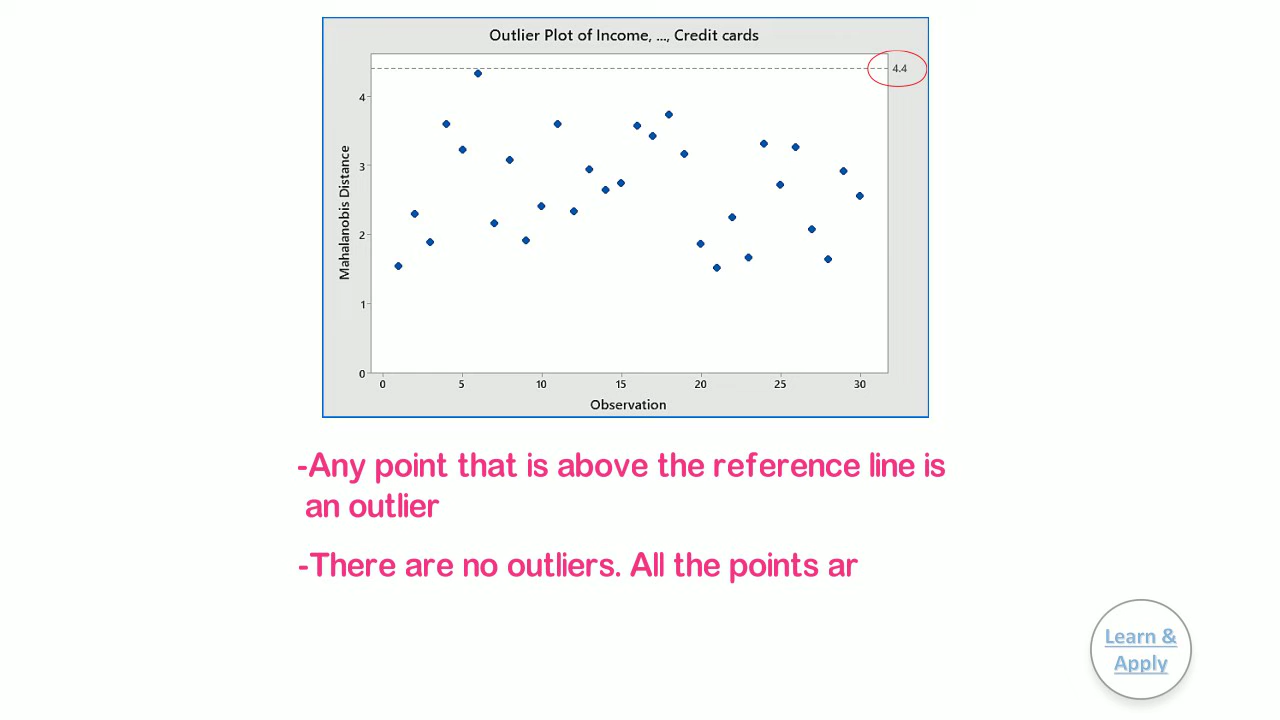 Outlier Plot of Income, ..., Credit cards
4.4
4
3
2
1
0
Mahalanobis Distance
0 5 10 15 20 25 30
Observation
-Any point that is above the reference line is
an outlier
-There are no outliers. All the points ar
Learn &
Apply